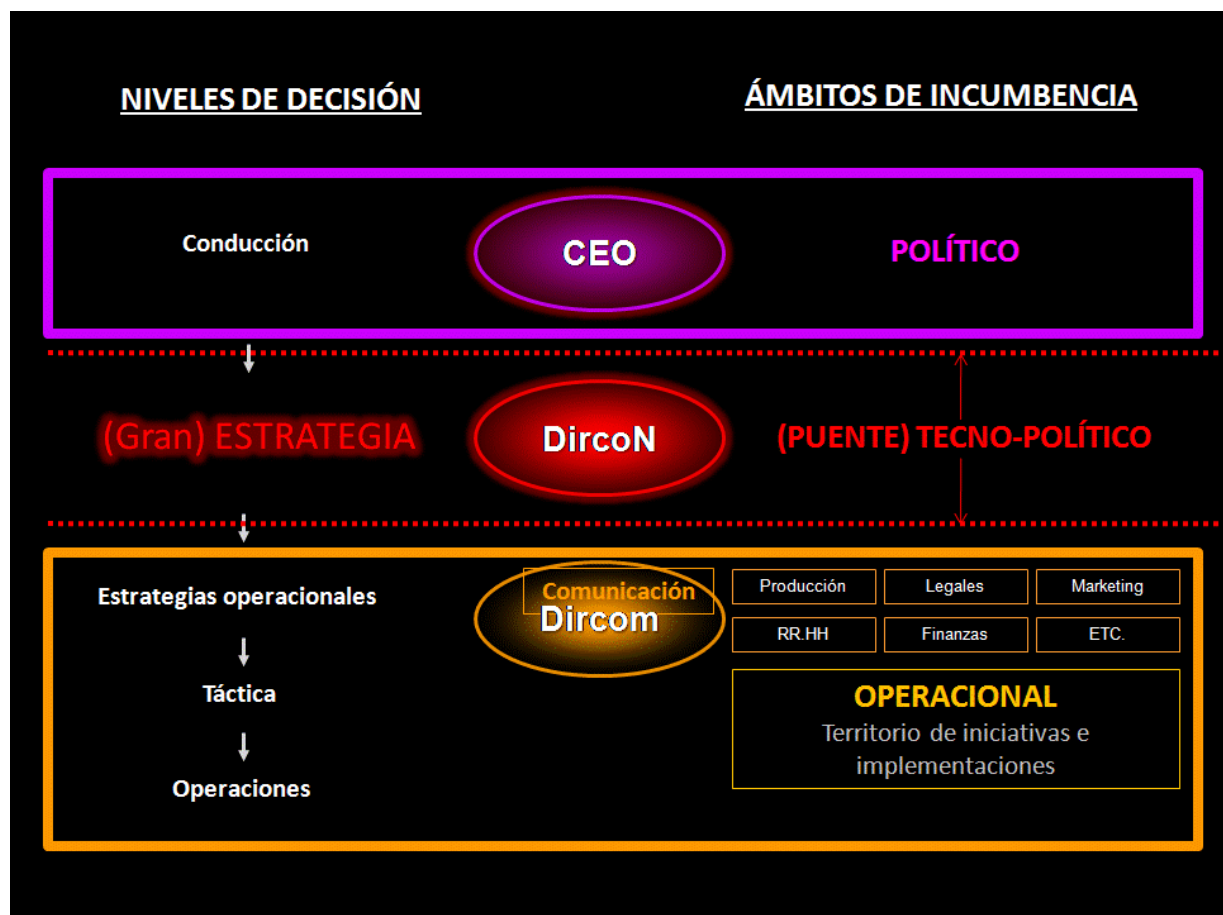 NIVELES DE DECISIÓN
ÁMBITOS DE INCUMBENCIA
Conducción
CEO
POLÍTICO
(Gran) ESTRATEGIA
DircoN
(PUENTE) TECNO-POLÍTICO
Estrategias operacionales
Táctica
Operaciones
Comunicación
Dircom
Producción
Legales
Marketing
RR.HH
Finanzas
ETC.
OPERACIONAL
Territorio de iniciativas e
implementaciones